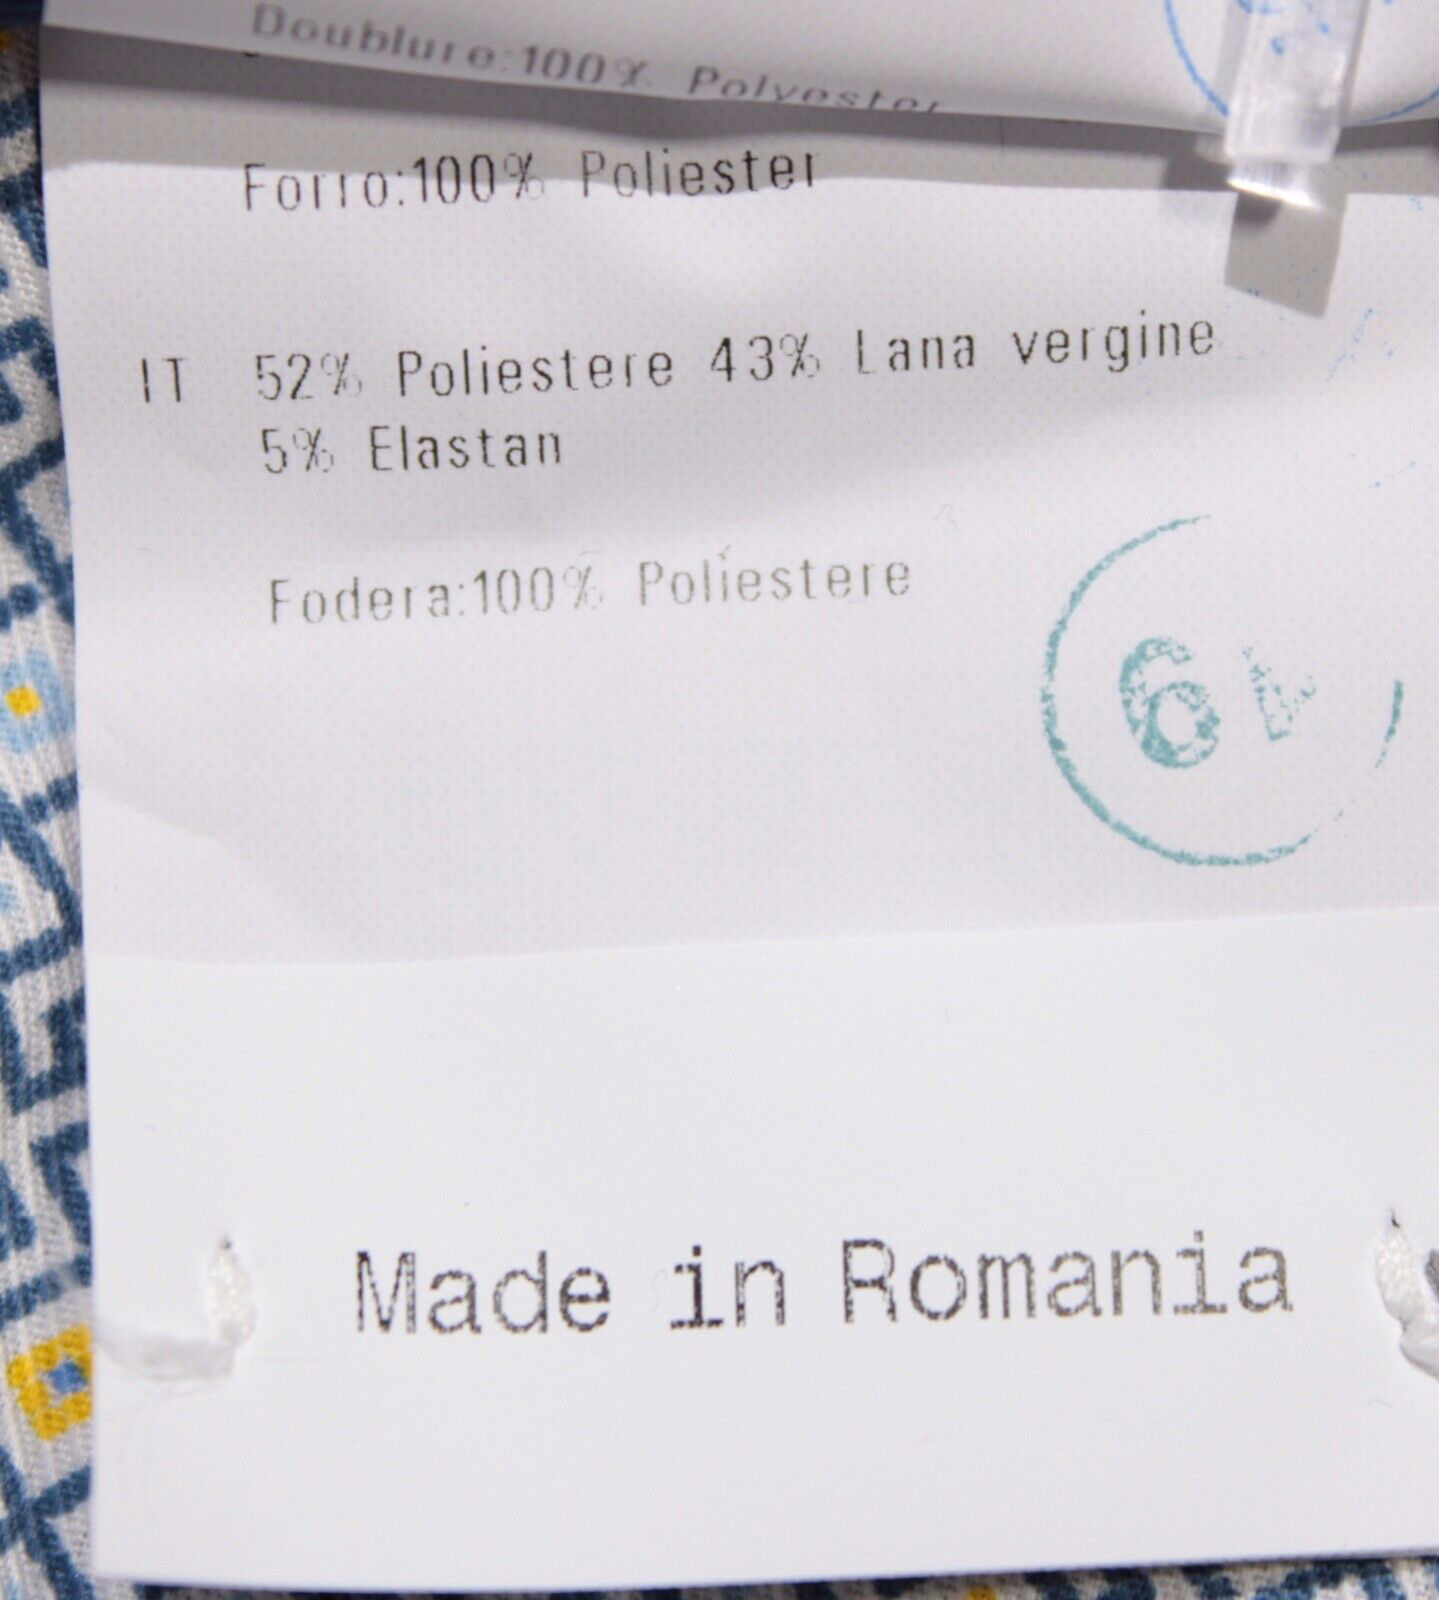 Doublure:100% Polyester
Forro:100% Poliester
IT 52% Poliestere 43% Lana vergine
5% Elastan
Fodera:100% Poliestere
Made in Romania